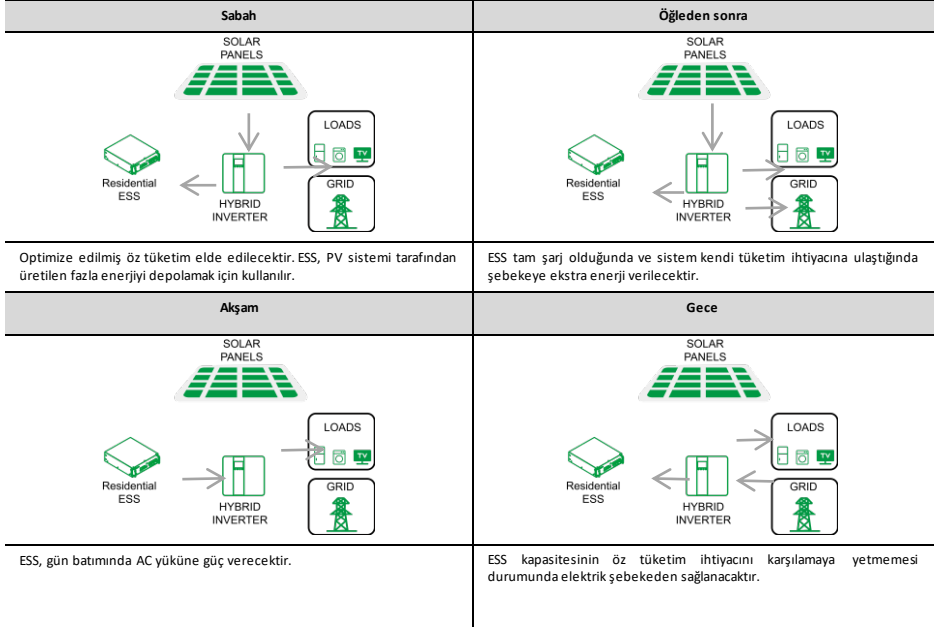 Sabah
SOLAR
PANELS
LOADS
TV
Residential
ESS
HYBRID
INVERTER
GRID
Optimize edilmiş öz tüketim elde edilecektir. ESS, PV sistemi tarafından
üretilen fazla enerjiyi depolamak için kullanılır.
Öğleden sonra
SOLAR
PANELS
LOADS
TV
Residential
ESS
HYBRID
INVERTER
GRID
ESS tam şarj olduğunda ve sistem kendi tüketim ihtiyacına ulaştığında
şebekeye ekstra enerji verilecektir.
Akşam
SOLAR
PANELS
LOADS
TV
Residential
ESS
HYBRID
INVERTER
GRID
ESS, gün batımında AC yüküne güç verecektir.
Gece
SOLAR
PANELS
LOADS
TV
Residential
ESS
HYBRID
INVERTER
GRID
ESS kapasitesinin öz tüketim ihtiyacını karşılamaya yetmemesi
durumunda elektrik şebekeden sağlanacaktır.